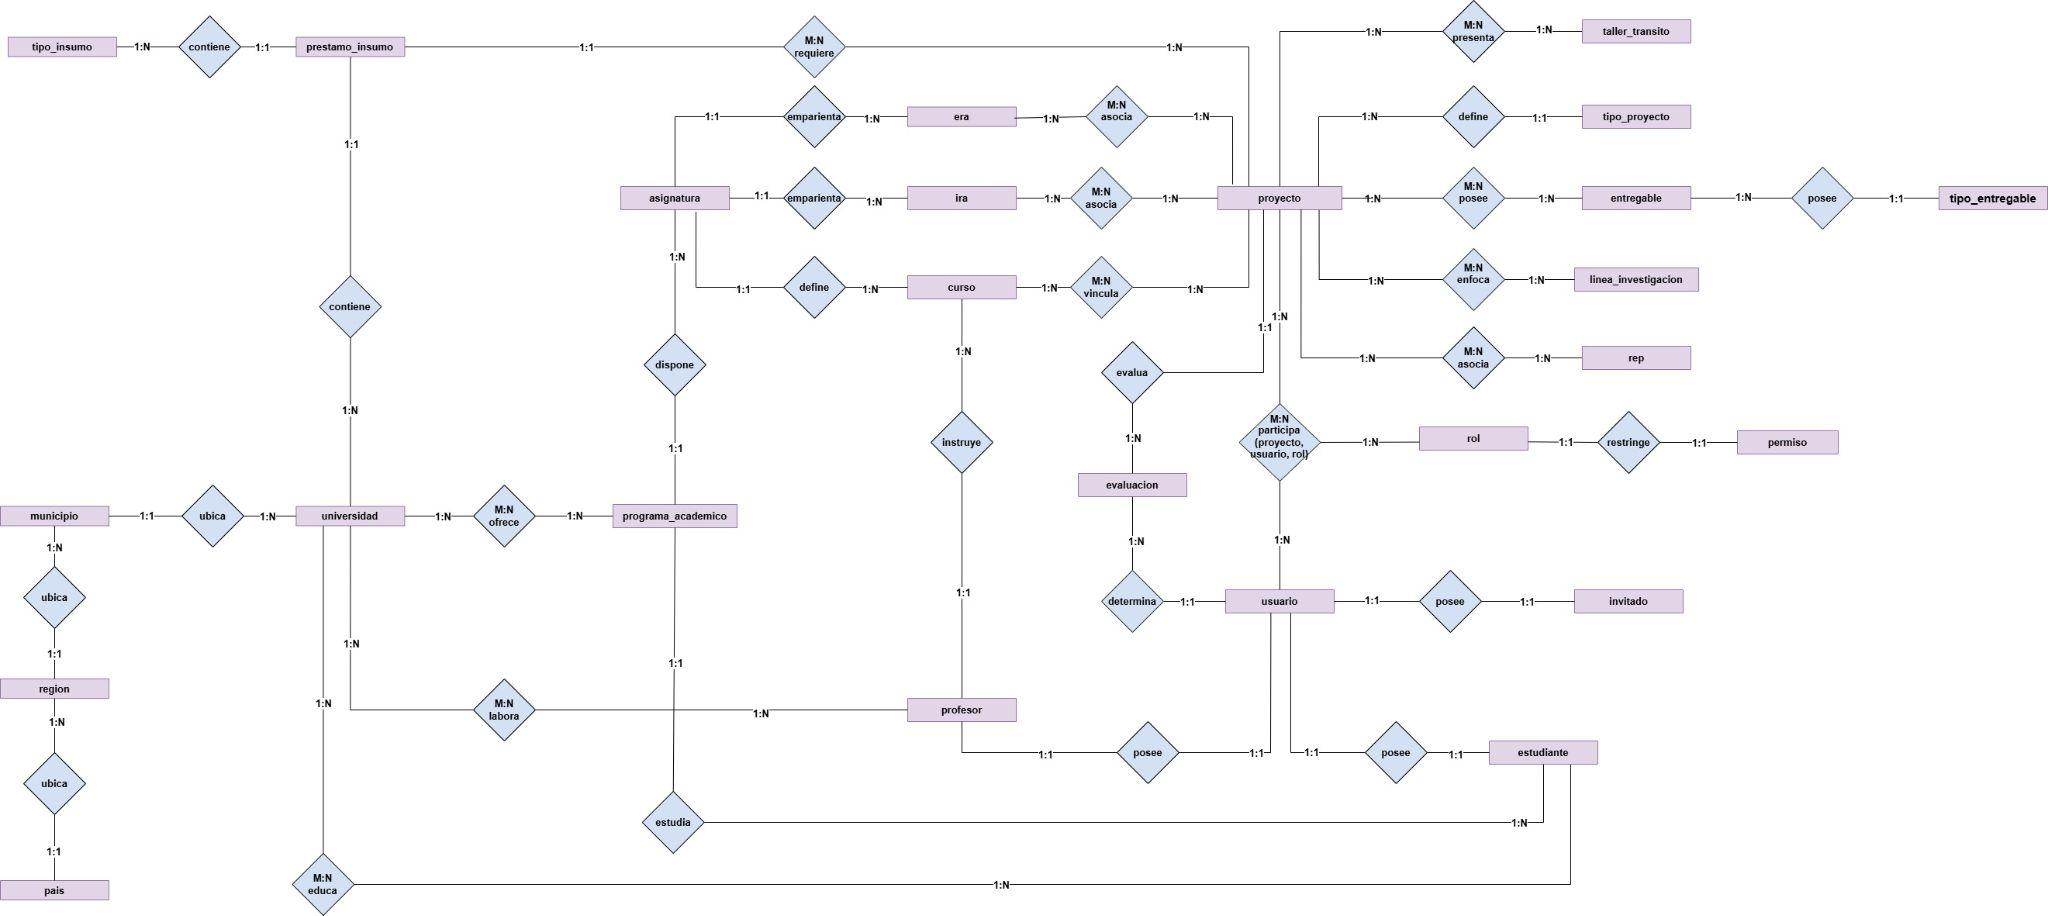 M:N
presenta
1:N
1:N
taller_transito
tipo_insumo
1:N
contiene
1:1
prestamo_insumo
1:1
M:N
requiere
1:N
1:1
emparienta
1:N
era
1:N
M:N
asocia
1:N
1:N
define
1:1
tipo_proyecto
1:1
asignatura
1:1
emparienta
1:N
ira
1:N
M:N
asocia
1:N
proyecto
1:N
M:N
posee
1:N
entregable
1:N
posee
1:1
tipo_entregable
1:N
1:1
define
1:N
curso
1:N
M:N
vincula
1:N
1:N
M:N
enfoca
1:N
linea_investigacion
contiene
1:N
1:1
1:N
dispone
evalua
1:N
M:N
asocia
1:N
rep
1:N
1:1
instruye
1:N
M:N
participa
(proyecto,
usuario, rol)
1:N
rol
1:1
restringe
1:1
permiso
evaluacion
municipio
1:1
ubica
1:N
universidad
1:N
M:N
ofrece
1:N
programa_academico
1:N
1:N
1:N
ubica
1:1
determina
1:1
usuario
1:1
posee
1:1
invitado
1:1
1:N
1:1
region
1:N
1:N
M:N
labora
1:N
profesor
1:1
posee
1:1
1:1
posee
1:1
estudiante
ubica
estudia
1:N
1:1
pais
M:N
educa
1:N